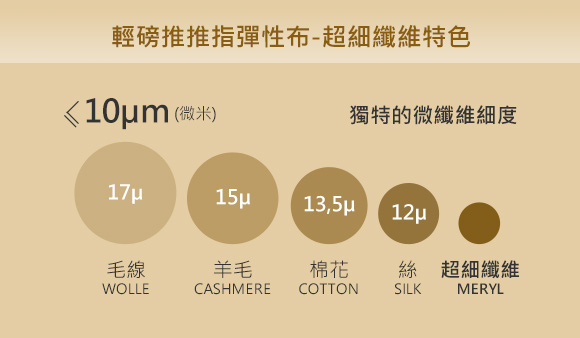 輕磅推推指彈性布-超細纖維特色
≤10µm (微米)
獨特的微纖維細度
17µ
15µ
13,5µ
12µ
毛線
羊毛
棉花
絲
超細纖維
WOLLE
CASHMERE
COTTON
SILK
MERYL